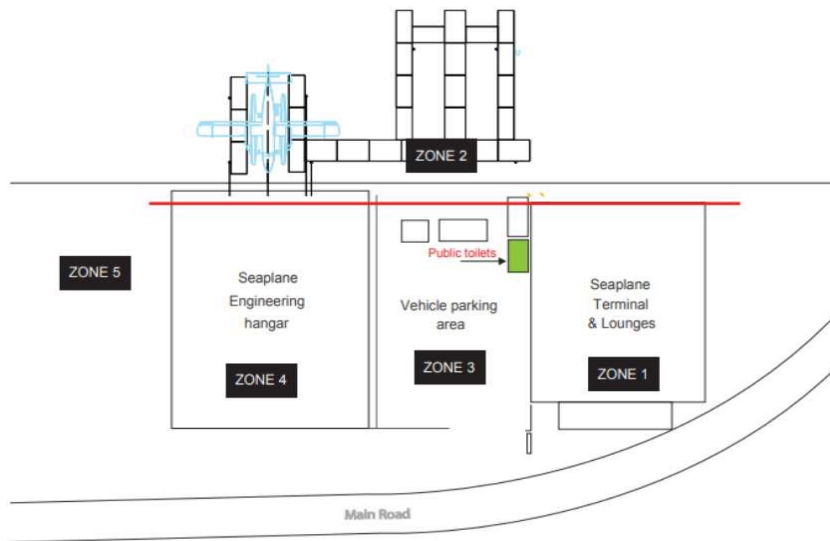 ZONE 2
Public toilets
ZONE 5
Seaplane
Engineering
hangar
Vehicle parking
area
Seaplane
Terminal
& Lounges
ZONE 4
ZONE 3
ZONE 1
Main Road